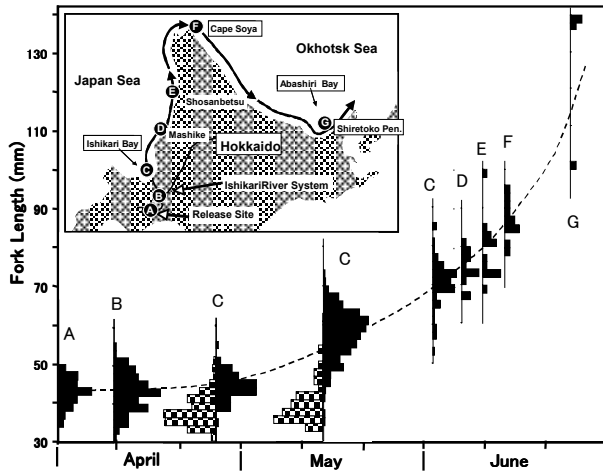 140
130
110
90
70
50
30
Fork Length (mm)
Japan Sea
Okhotsk Sea
F
Cape Soya
E
Shosanbetsu
Abashiri Bay
G
Shiretoko Pen.
D
Mashike
Ishikari Bay
Hokkaido
C
B
IshikariRiver System
A
Release Site
A
B
C
C
C
D
E
F
G
April
May
June